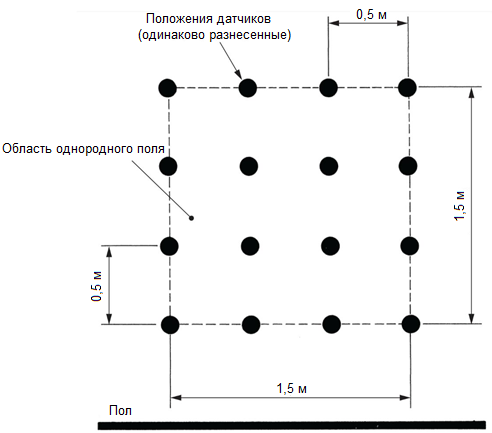 Положения датчиков
(одинаково разнесенные)
0,5 м
Область однородного поля
1,5 м
0,5 м
1,5 м
Пол